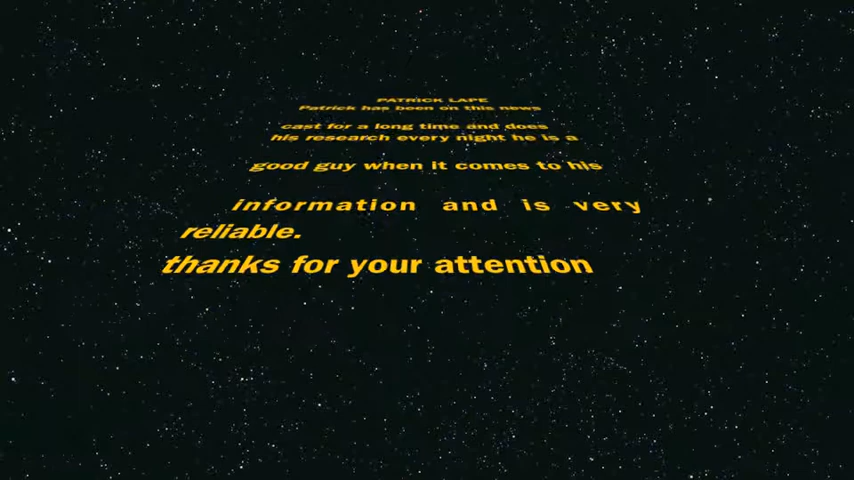 PATRICK LAPE
Patrick has been on this news
cast for a long time and does
his research every night he is a
good guy when it comes to his
information and is very
reliable.
thanks for your attention